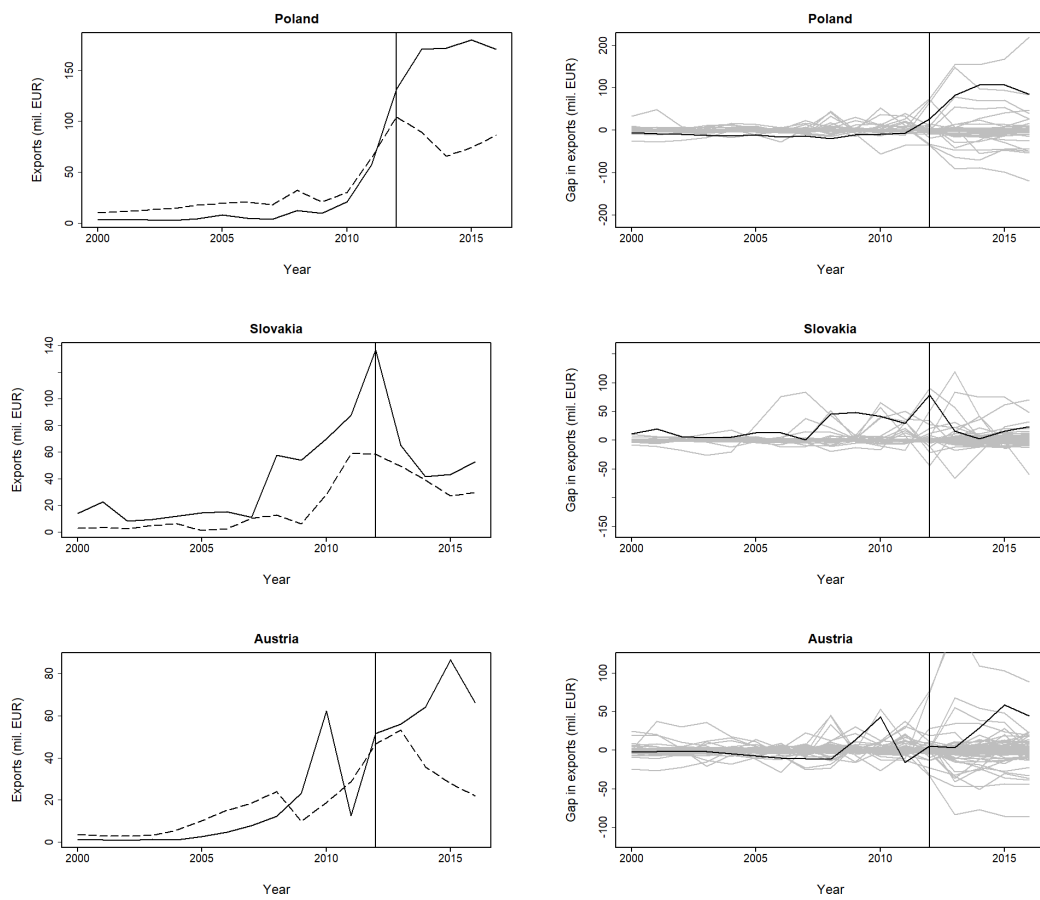 Poland
Exports (mil. EUR)
0 50 100 150
2000 2005 2010 2015
Year
Poland
Gap in exports (mil. EUR)
-200 -100 0 100 200
2000 2005 2010 2015
Year
Slovakia
Exports (mil. EUR)
0 20 40 60 80 100 120 140
2000 2005 2010 2015
Year
Slovakia
Gap in exports (mil. EUR)
-150 -50 0 50 100
2000 2005 2010 2015
Year
Austria
Exports (mil. EUR)
0 20 40 60 80
2000 2005 2010 2015
Year
Austria
Gap in exports (mil. EUR)
-100 -50 0 50 100
2000 2005 2010 2015
Year